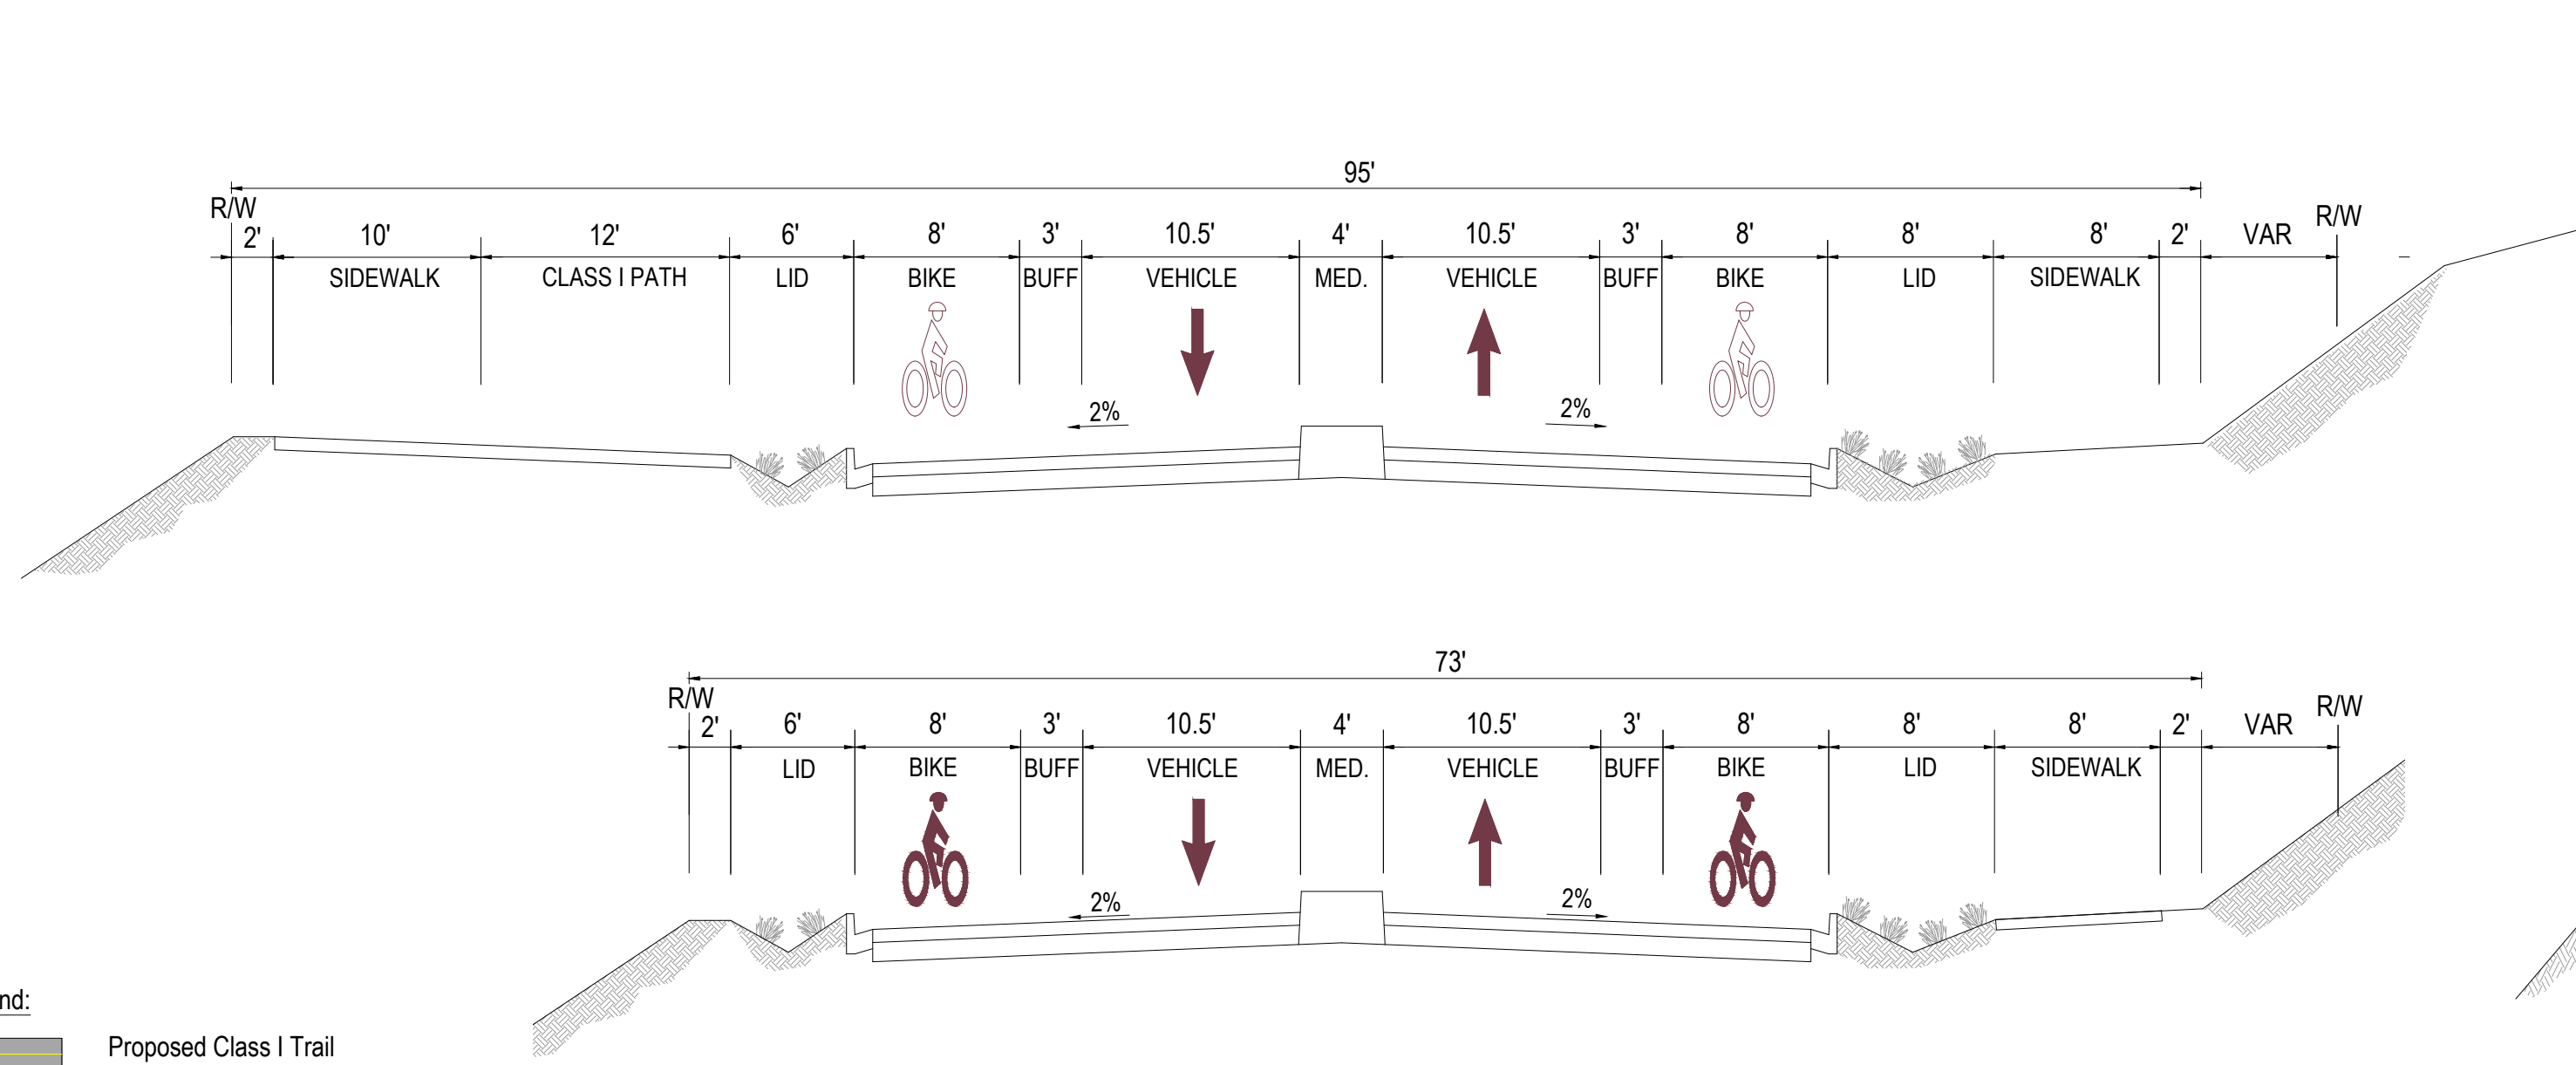 95'
R/W R/W
2' 10' 12' 6' 8' 3' 10.5' 4' 10.5' 3' 8' 8' 8' 2' VAR
SIDEWALK CLASS I PATH LID BIKE BUFF VEHICLE MED. VEHICLE BUFF BIKE LID SIDEWALK
2% 2%
73'
R/W R/W
2' 6' 8' 3' 10.5' 4' 10.5' 3' 8' 8' 8' 2' VAR
LID BIKE BUFF VEHICLE MED. VEHICLE BUFF BIKE LID SIDEWALK
2% 2%
nd:
Proposed Class I Trail